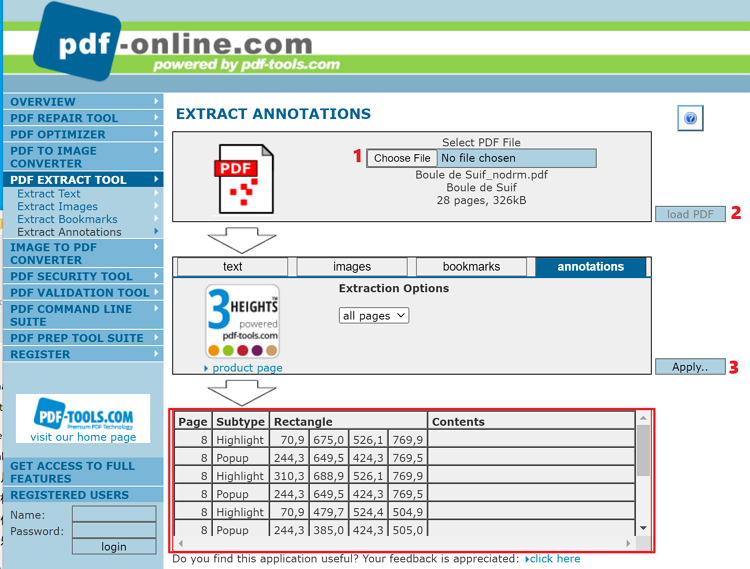 pdf-online.com
powered by pdf-tools.com
OVERVIEW
PDF REPAIR TOOL
PDF OPTIMIZER
PDF TO IMAGE
CONVERTER
PDF EXTRACT TOOL
Extract Text
Extract Images
Extract Bookmarks
Extract Annotations
IMAGE TO PDF
CONVERTER
PDF SECURITY TOOL
PDF VALIDATION TOOL
PDF COMMAND LINE
SUITE
PDF PREP TOOL SUITE
REGISTER
PDF-TOOLS.COM
Premium PDF Technology
visit our home page
GET ACCESS TO FULL
FEATURES
REGISTERED USERS
Name:
Password:
login
EXTRACT ANNOTATIONS
?
PDF
Select PDF File
1 Choose File No file chosen
Boule de Suif_nodrm.pdf
Boule de Suif
28 pages, 326kB
load PDF 2
text images bookmarks annotations
3HEIGHTS™
powered
pdf-tools.com
product page
Extraction Options
all pages
Apply.. 3
Page Subtype Rectangle Contents
8 Highlight 70,9 675,0 526,1 769,9
8 Popup 244,3 649,5 424,3 769,5
8 Highlight 310,3 688,9 526,1 769,9
8 Popup 244,3 649,5 424,3 769,5
8 Highlight 70,9 479,7 524,4 504,9
8 Popup 244,3 385,0 424,3 505,0
Do you find this application useful? Your feedback is appreciated: click here